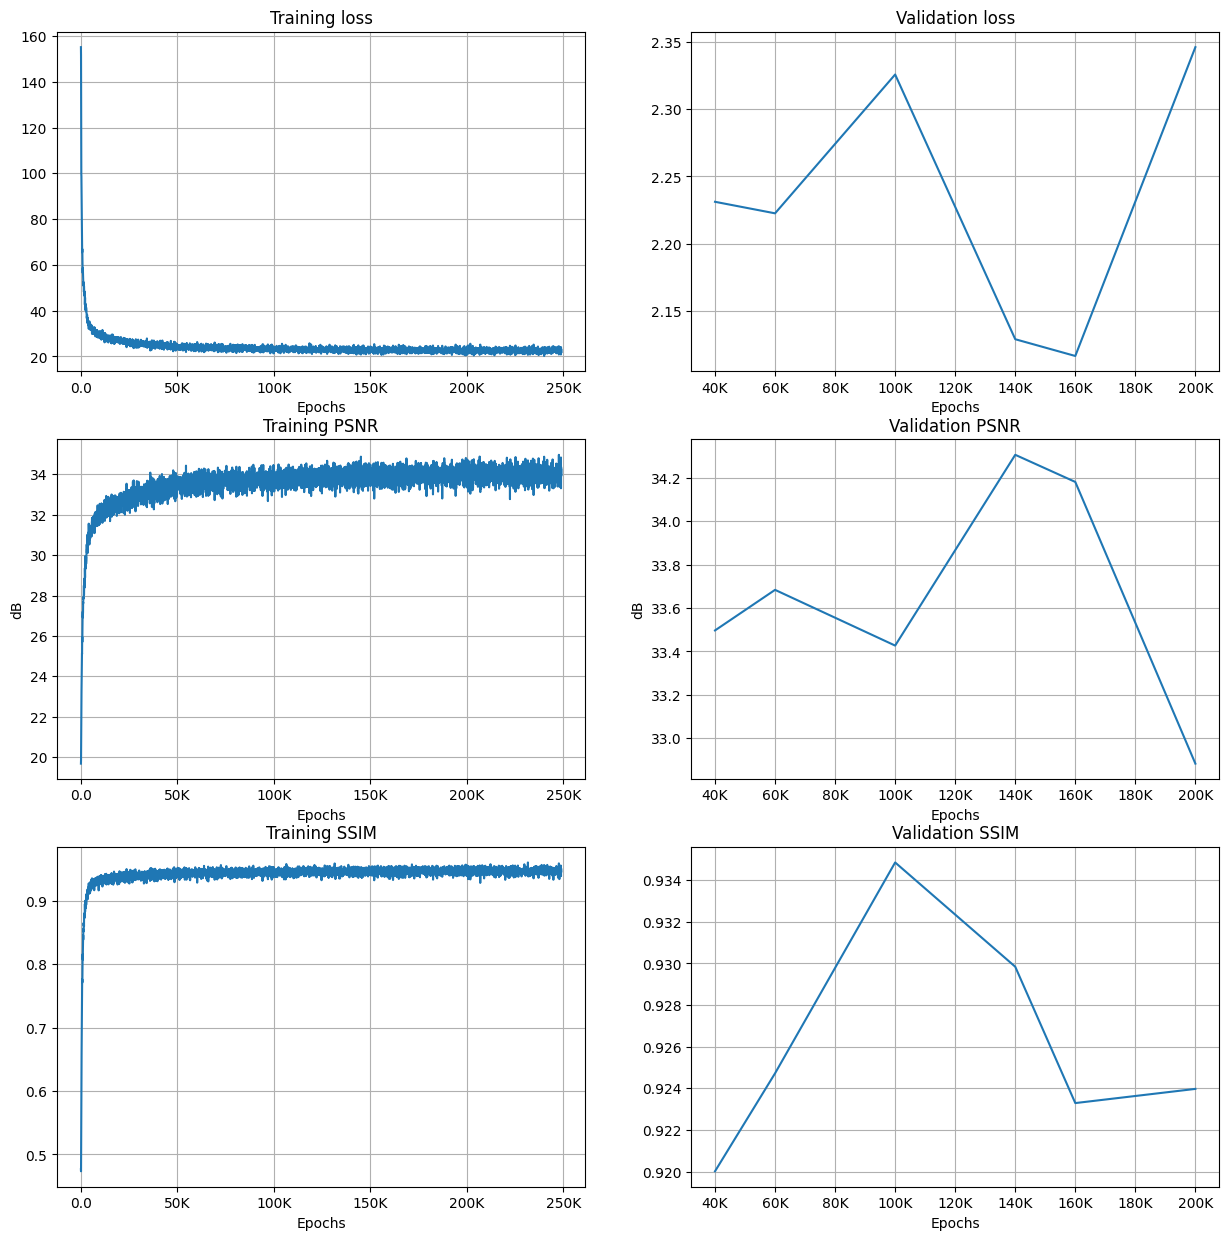 Training loss
160
140
120
100
80
60
40
20
0.0 50K 100K 150K 200K 250K
Epochs
Validation loss
2.35
2.30
2.25
2.20
2.15
40K 60K 80K 100K 120K 140K 160K 180K 200K
Epochs
Training PSNR
dB
34
32
30
28
26
24
22
20
0.0 50K 100K 150K 200K 250K
Epochs
Validation PSNR
dB
34.2
34.0
33.8
33.6
33.4
33.2
33.0
40K 60K 80K 100K 120K 140K 160K 180K 200K
Epochs
Training SSIM
0.9
0.8
0.7
0.6
0.5
0.0 50K 100K 150K 200K 250K
Epochs
Validation SSIM
0.934
0.932
0.930
0.928
0.926
0.924
0.922
0.920
40K 60K 80K 100K 120K 140K 160K 180K 200K
Epochs